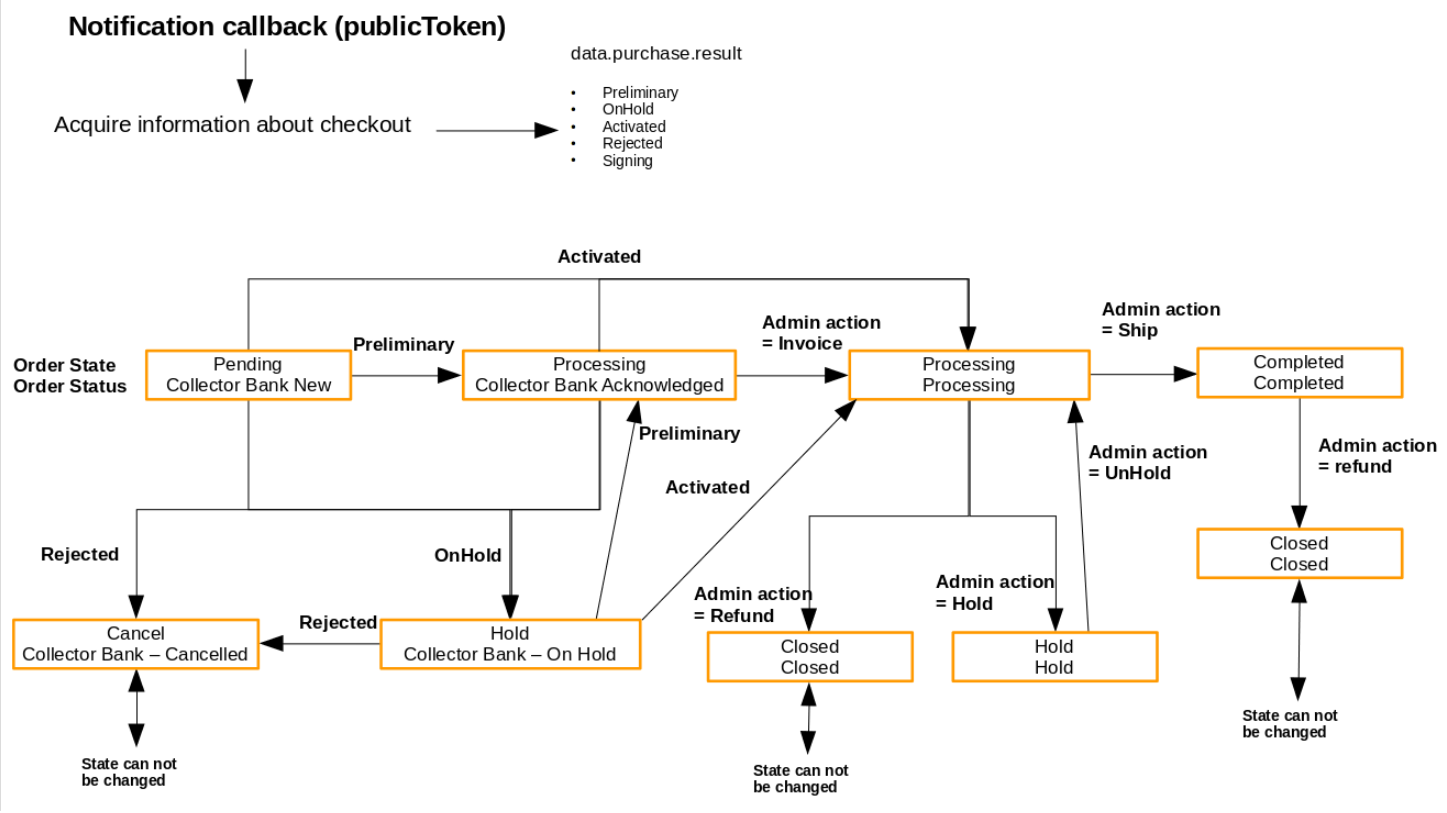 Notification callback (publicToken)
data.purchase.result
Acquire information about checkout
• Preliminary
• OnHold
• Activated
• Rejected
• Signing
Activated
Order State
Order Status
Pending
Collector Bank New
Preliminary
Processing
Collector Bank Acknowledged
Admin action
= Invoice
Processing
Processing
Admin action
= Ship
Completed
Completed
Preliminary
Activated
Admin action
= UnHold
Admin action
= refund
Rejected
OnHold
Closed
Closed
Admin action
= Refund
Admin action
= Hold
Cancel
Collector Bank – Cancelled
Rejected
Hold
Collector Bank – On Hold
Closed
Closed
Hold
Hold
State can not
be changed
State can not
be changed
State can not
be changed